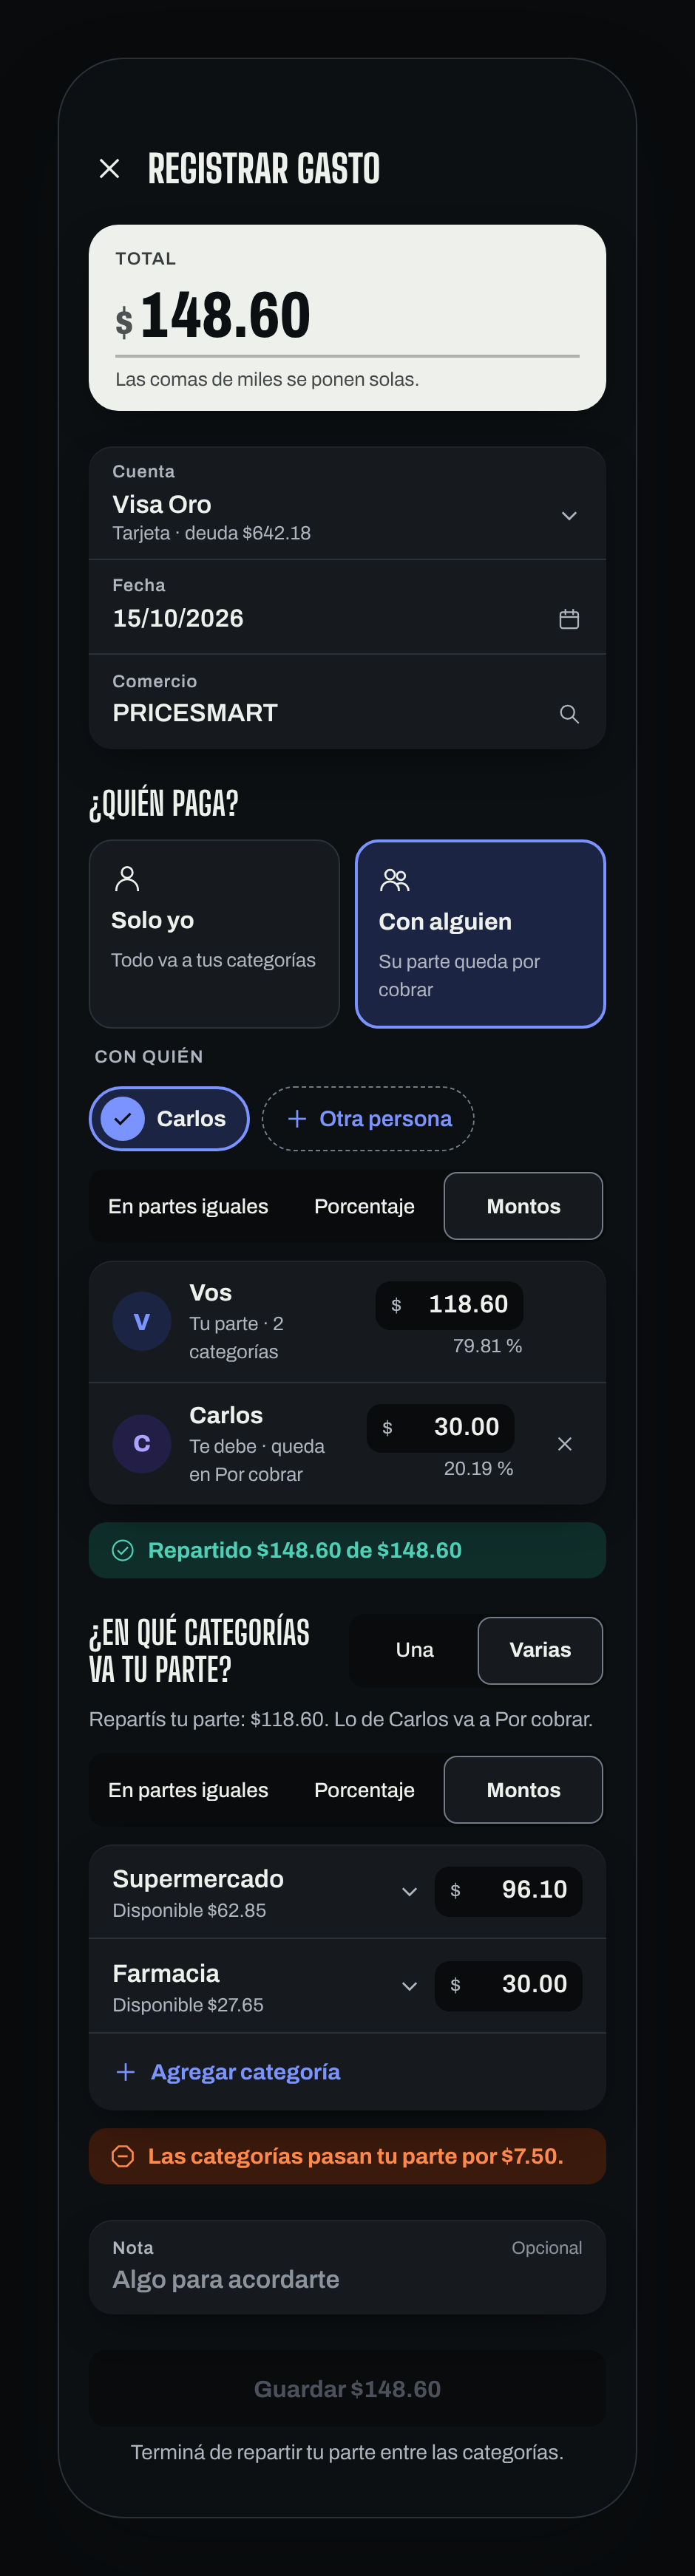 REGISTRAR GASTO
TOTAL
$ 148.60
Las comas de miles se ponen solas.
Cuenta
Visa Oro
Tarjeta · deuda $642.18
Fecha
15/10/2026
Comercio
PRICESMART
¿QUIÉN PAGA?
Solo yo
Todo va a tus categorías
Con alguien
Su parte queda por
cobrar
CON QUIÉN
Carlos
Otra persona
En partes iguales Porcentaje Montos
V
Vos
Tu parte · 2
categorías
$ 118.60
79.81 %
C
Carlos
Te debe · queda
en Por cobrar
$ 30.00
20.19 %
Repartido $148.60 de $148.60
¿EN QUÉ CATEGORÍAS
VA TU PARTE?
Una Varias
Repartís tu parte: $118.60. Lo de Carlos va a Por cobrar.
En partes iguales Porcentaje Montos
Supermercado
Disponible $62.85
$ 96.10
Farmacia
Disponible $27.65
$ 30.00
Agregar categoría
Las categorías pasan tu parte por $7.50.
Nota Opcional
Algo para acordarte
Guardar $148.60
Terminá de repartir tu parte entre las categorías.